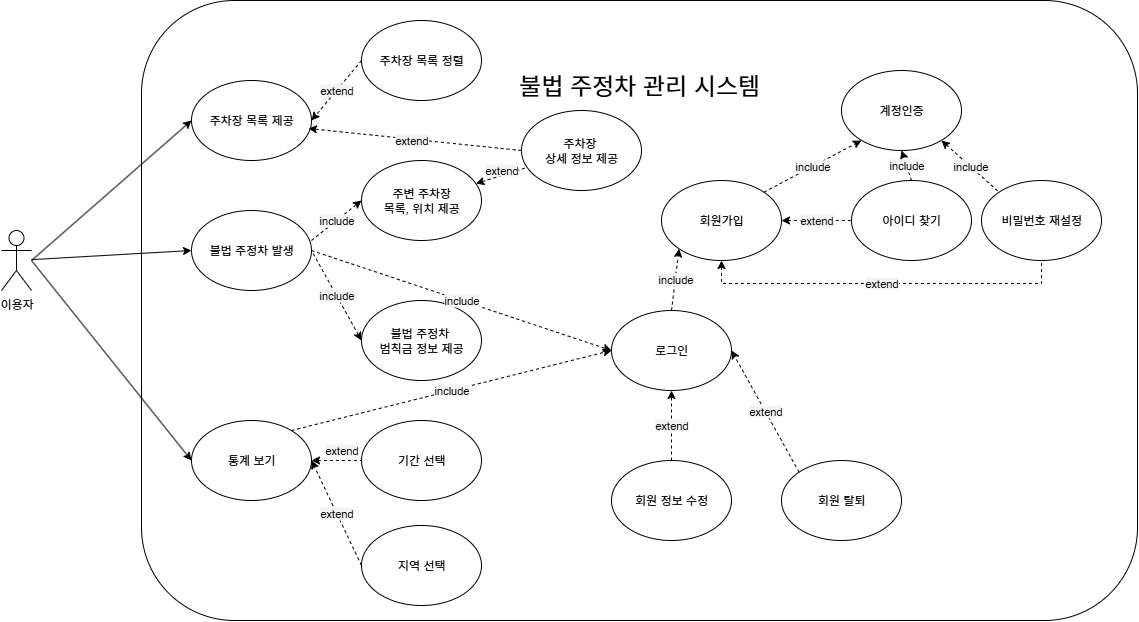 주차장 목록 정렬
불법 주정차 관리 시스템
extend
계정인증
주차장 목록 제공
extend
주차장
상세 정보 제공
include
include
include
extend
주변 주차장
목록, 위치 제공
include
회원가입
extend
아이디 찾기
비밀번호 재설정
불법 주정차 발생
include
extend
이용자
include
include
불법 주정차
범칙금 정보 제공
로그인
include
extend
extend
extend
통계 보기
기간 선택
회원 정보 수정
회원 탈퇴
extend
지역 선택